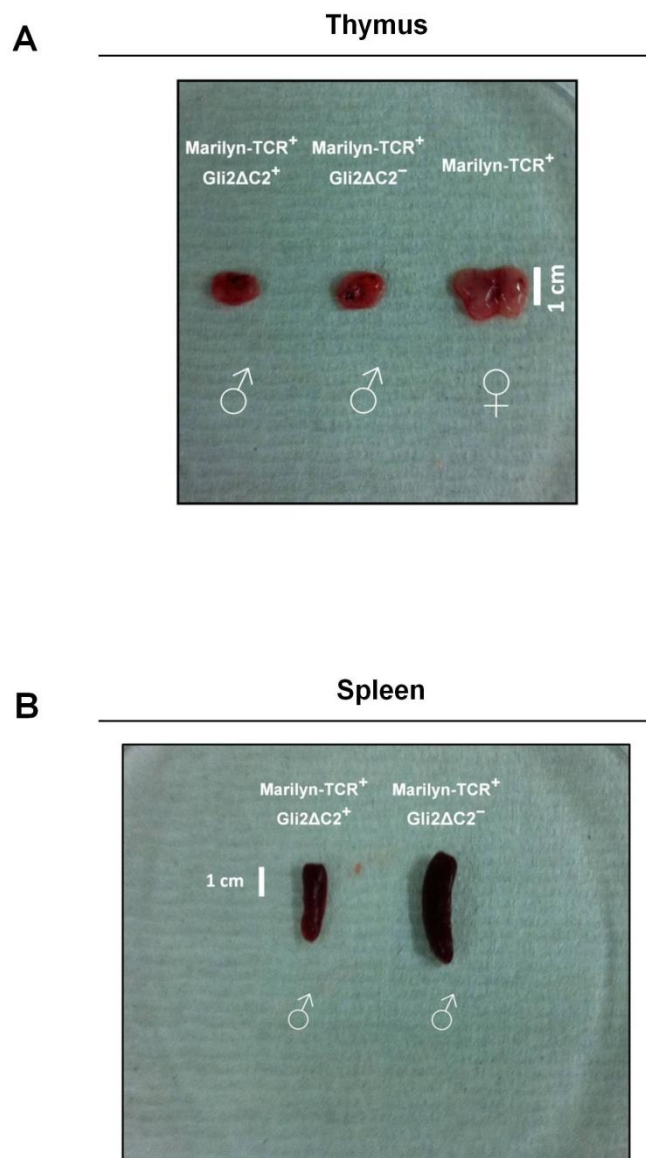 A
Thymus
Marilyn-TCR⁺
Gli2ΔC2⁺
Marilyn-TCR⁺
Gli2ΔC2⁻
Marilyn-TCR⁺
1 cm
♂
♂
♀
B
Spleen
Marilyn-TCR⁺
Gli2ΔC2⁺
Marilyn-TCR⁺
Gli2ΔC2⁻
1 cm
♂
♂